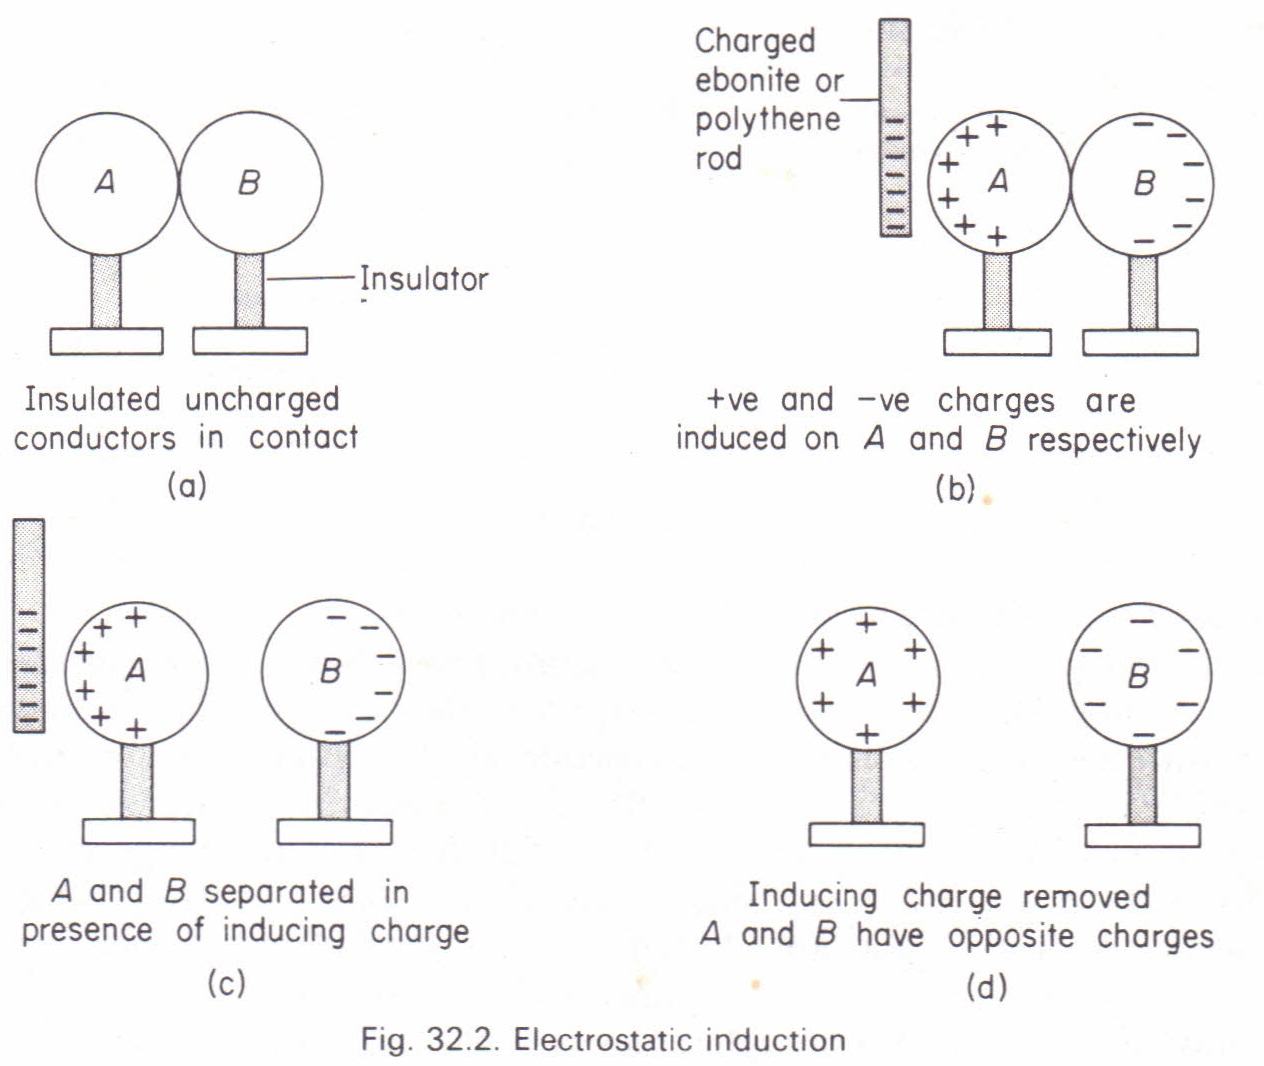 A
B
Insulator
Insulated uncharged
conductors in contact
(a)
Charged
ebonite or
polythene
rod
+ + + + + +
A
− − − − − −
B
− − − − − − −
+ve and −ve charges are
induced on A and B respectively
(b)
− − − − − − −
+ + + + + +
A
− − − − − −
B
A and B separated in
presence of inducing charge
(c)
+ + + + + +
A
− − − − − −
B
Inducing charge removed
A and B have opposite charges
(d)
Fig. 32.2. Electrostatic induction